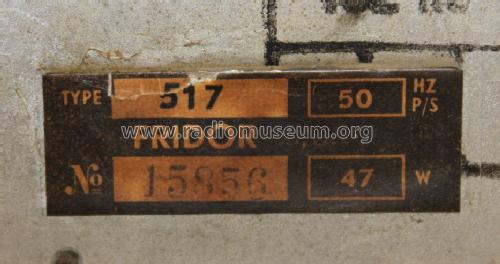 TYPE 517 50 HZ P/S
FRIDOR
www.radiomuseum.org
№ 15856 47 W